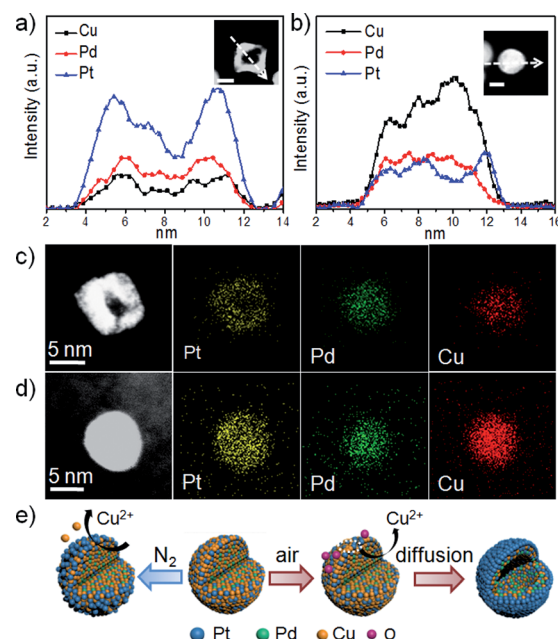 a)
Cu
Pd
Pt
Intensity (a.u.)
2 4 6 8 10 12 14
nm
b)
Cu
Pd
Pt
Intensity (a.u.)
2 4 6 8 10 12 14 16
nm
c)
5 nm
Pt
Pd
Cu
d)
5 nm
Pt
Pd
Cu
e)
Cu2+
N2
air
Cu2+
diffusion
Pt Pd Cu O